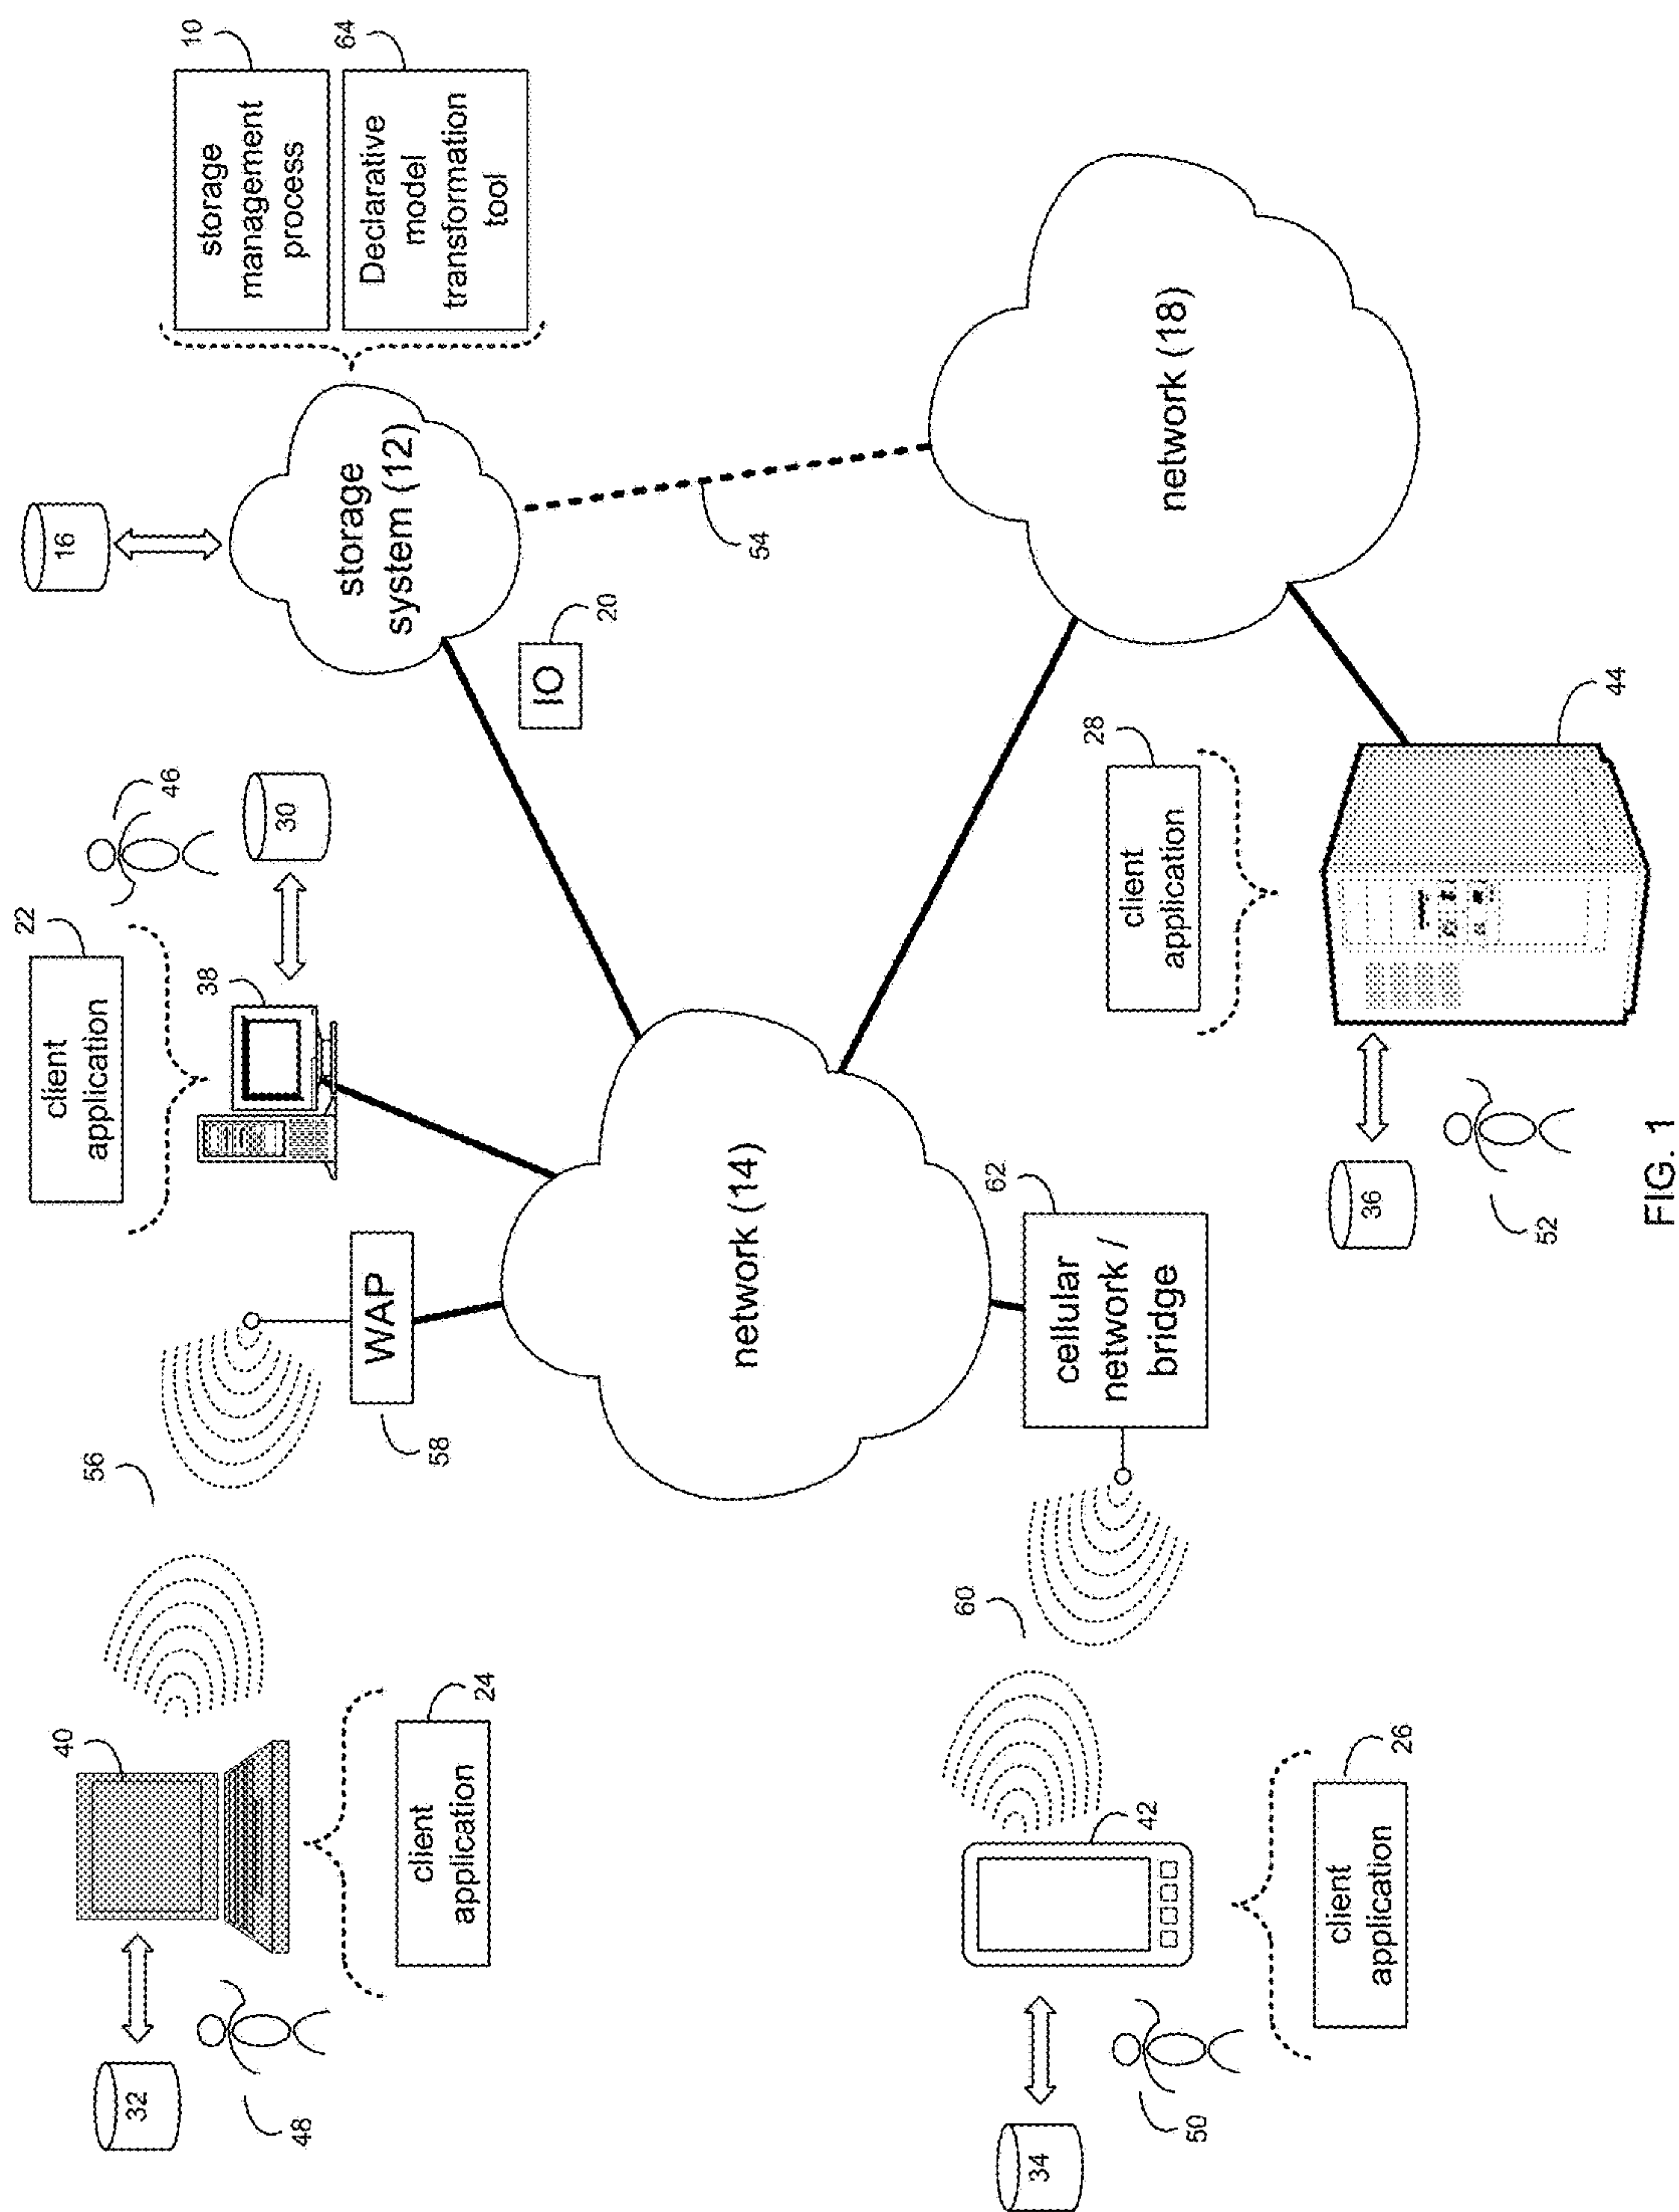 10
storage
management
process
64
Declarative
model
transformation
tool
16
storage
system (12)
IO
20
54
network (18)
46
30
22
client
application
38
28
client
application
44
56
WAP
58
network (14)
62
cellular
network /
bridge
36
52
40
32
48
24
client
application
60
42
34
50
26
client
application
FIG. 1